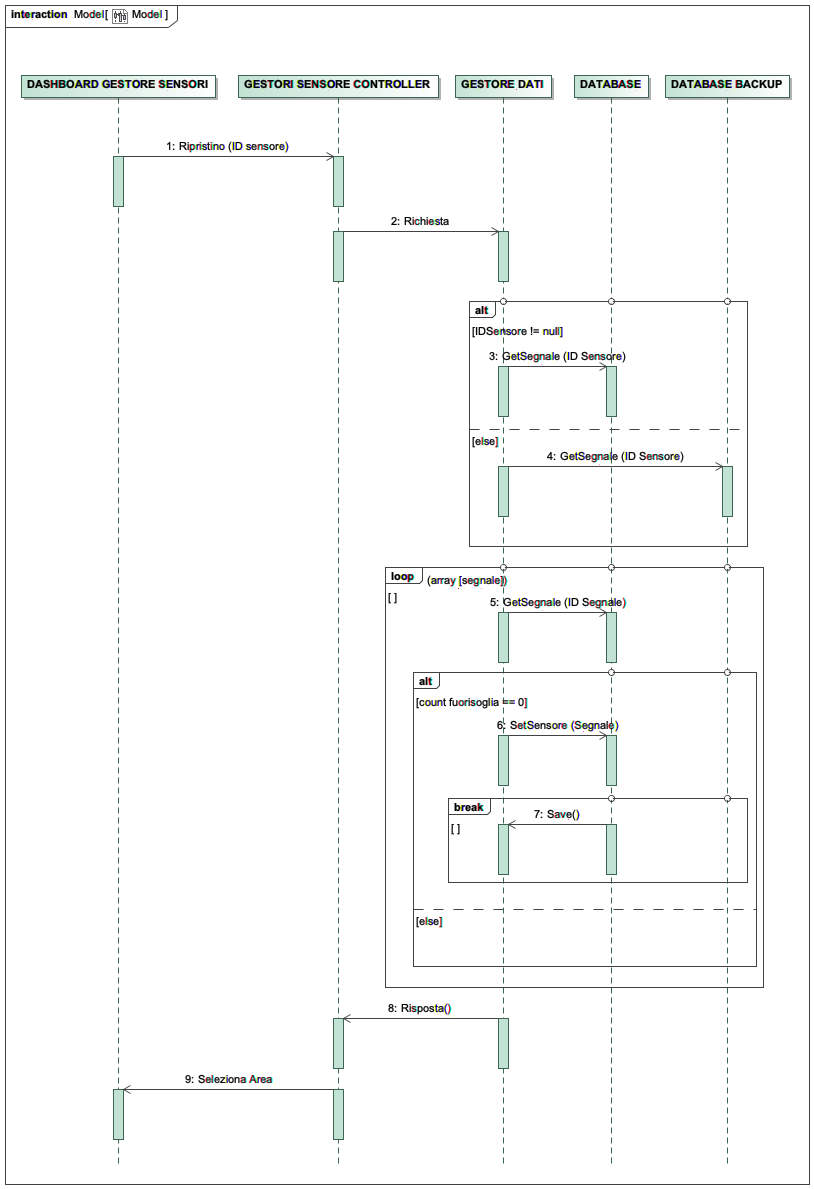 interaction Model[ Model ]
DASHBOARD GESTORE SENSORI
GESTORI SENSORE CONTROLLER
GESTORE DATI
DATABASE
DATABASE BACKUP
1: Ripristino (ID sensore)
2: Richiesta
alt
[IDSensore != null]
3: GetSegnale (ID Sensore)
[else]
4: GetSegnale (ID Sensore)
loop
(array [segnale])
[ ]
5: GetSegnale (ID Segnale)
alt
[count fuorisoglia == 0]
6: SetSensore (Segnale)
break
7: Save()
[ ]
[else]
8: Risposta()
9: Seleziona Area